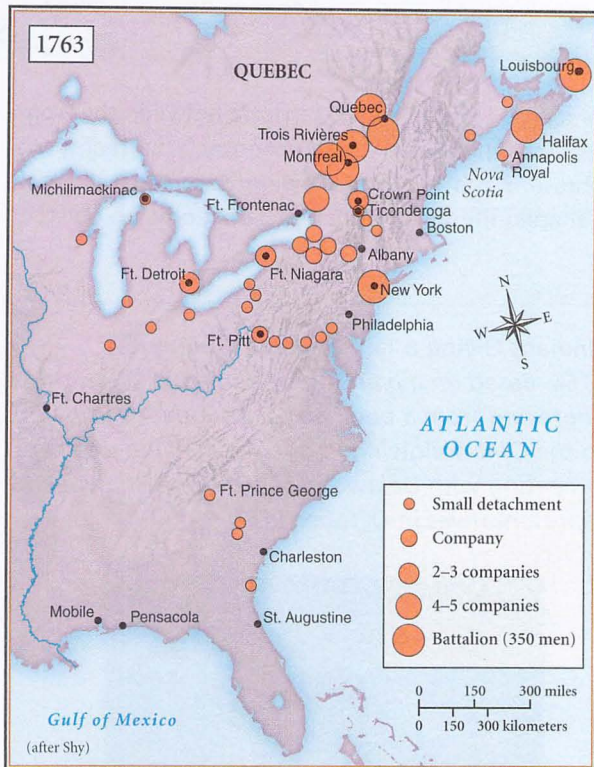 1763
QUEBEC
Louisbourg
Quebec
Trois Rivières
Montreal
Halifax
Annapolis
Royal
Nova
Scotia
Michilimackinac
Ft. Frontenac
Crown Point
Ticonderoga
Boston
Albany
Ft. Detroit
Ft. Niagara
New York
Philadelphia
Ft. Pitt
N
W
E
S
Ft. Chartres
ATLANTIC
OCEAN
Ft. Prince George
Charleston
Mobile
Pensacola
St. Augustine
Small detachment
Company
2–3 companies
4–5 companies
Battalion (350 men)
0 150 300 miles
0 150 300 kilometers
Gulf of Mexico
(after Shy)